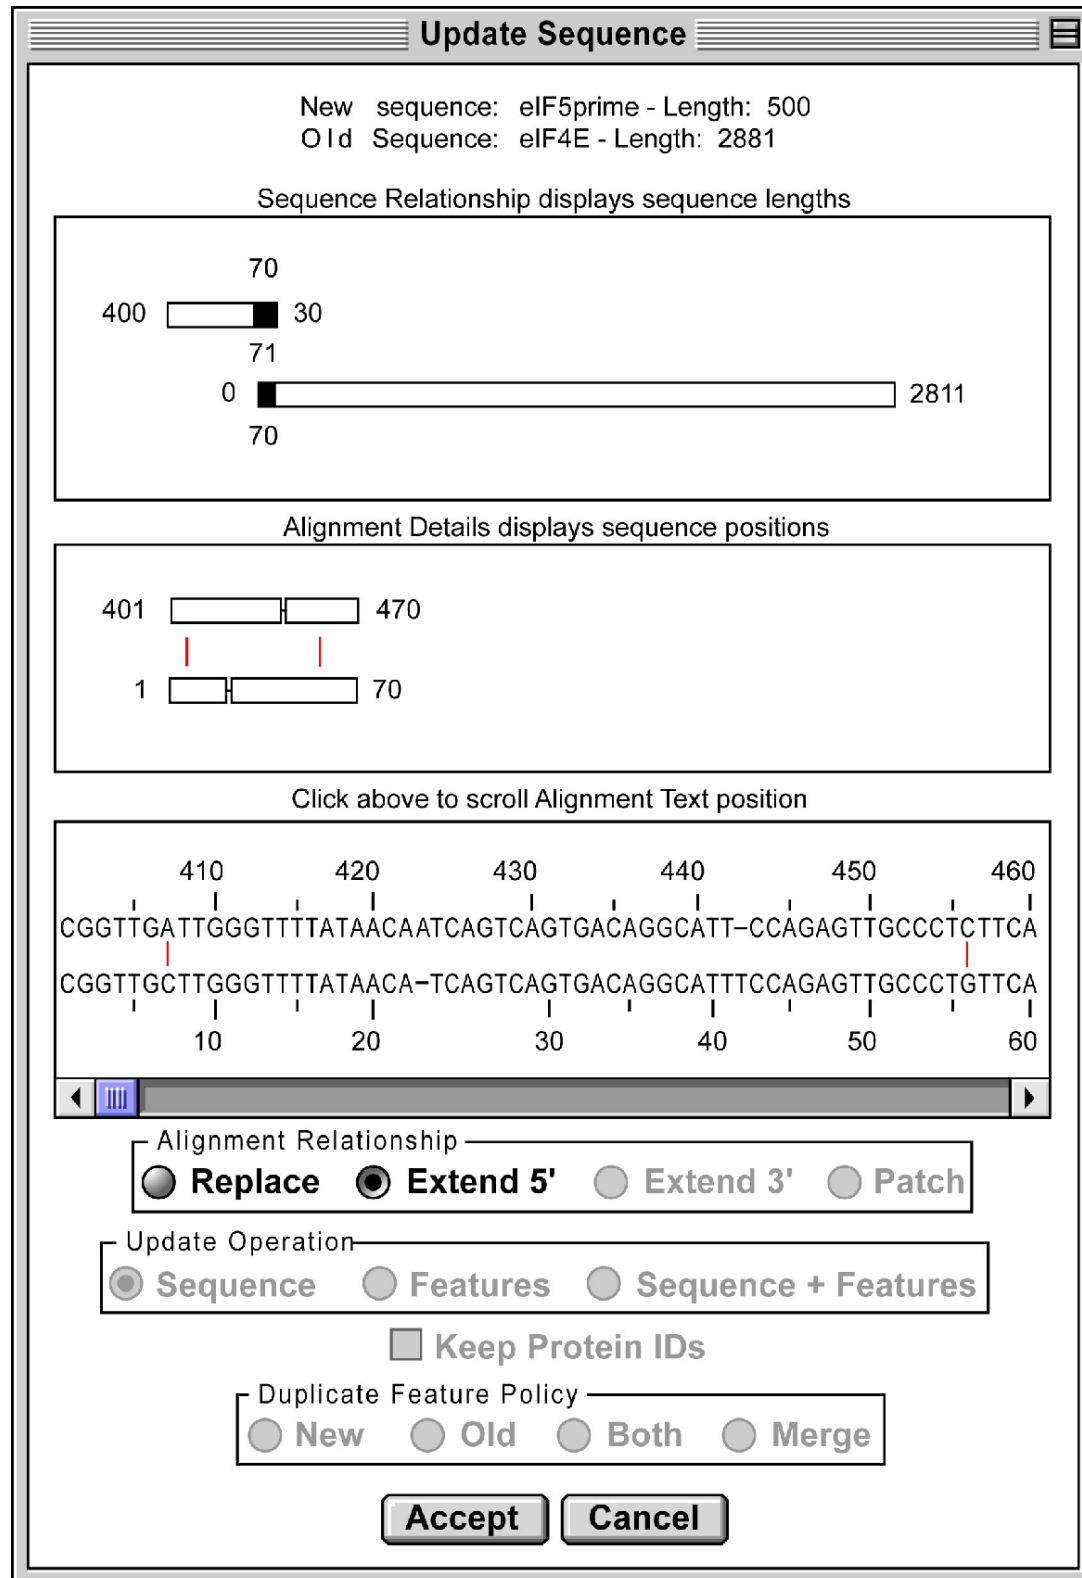 Update Sequence
New sequence: eIF5prime - Length: 500
Old Sequence: eIF4E - Length: 2881
Sequence Relationship displays sequence lengths
70
400 30
71
0 2811
70
Alignment Details displays sequence positions
401 470
1 70
Click above to scroll Alignment Text position
410 420 430 440 450 460
CGGTTGATTGGGTTTTATAACAATCAGTCAGTGACAGGCATT-CCAGAGTTGCCCTCTTCA
CGGTTGCTTGGGTTTTATAACA-TCAGTCAGTGACAGGCATTTCCAGAGTTGCCCTGTTCA
10 20 30 40 50 60
Alignment Relationship
Replace Extend 5' Extend 3' Patch
Update Operation
Sequence Features Sequence + Features
Keep Protein IDs
Duplicate Feature Policy
New Old Both Merge
Accept Cancel